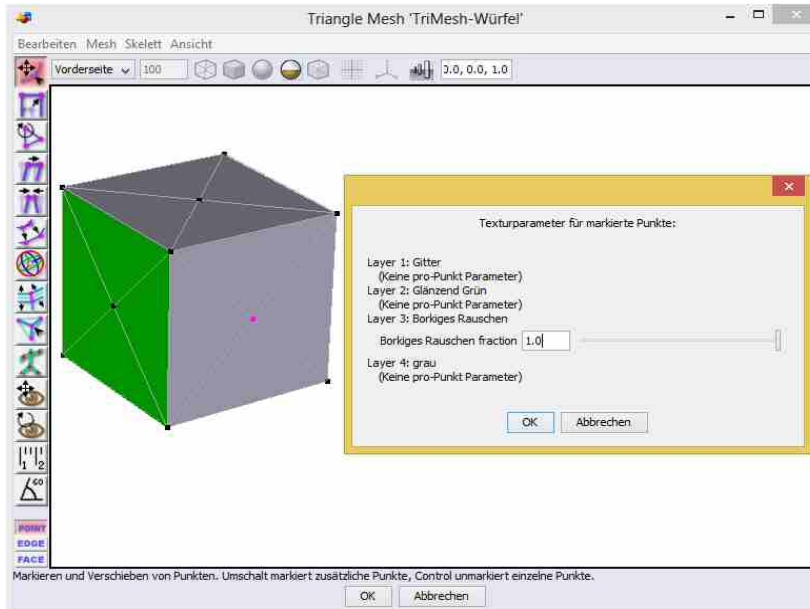 Triangle Mesh 'TriMesh-Würfel'
Bearbeiten Mesh Skelett Ansicht
Vorderseite 100 0.0, 0.0, 1.0
Texturparameter für markierte Punkte:
Layer 1: Gitter
(Keine pro-Punkt Parameter)
Layer 2: Glänzend Grün
(Keine pro-Punkt Parameter)
Layer 3: Borkiges Rauschen
Borkiges Rauschen fraction 1.0
Layer 4: grau
(Keine pro-Punkt Parameter)
OK Abbrechen
1 2
60
POINT
EDGE
FACE
Markieren und Verschieben von Punkten. Umschalt markiert zusätzliche Punkte, Control unmarkiert einzelne Punkte.
OK Abbrechen